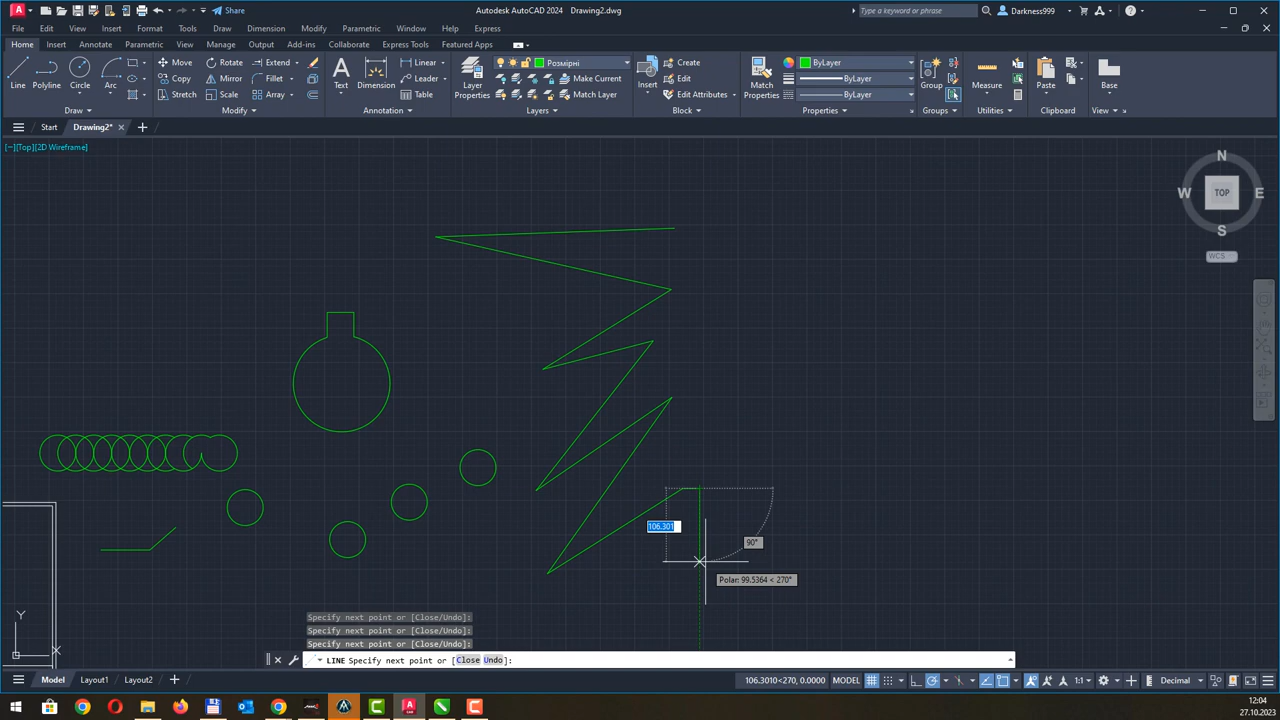 Share
Autodesk AutoCAD 2024 Drawing2.dwg
Type a keyword or phrase
Darkness999
File Edit View Insert Format Tools Draw Dimension Modify Parametric Window Help Express
Home Insert Annotate Parametric View Manage Output Add-ins Collaborate Express Tools Featured Apps
Line Polyline Circle Arc
Move Rotate Extend
Copy Mirror Fillet
Stretch Scale Array
Text Dimension
Linear
Leader
Table
Layer Properties
Розмірні
Make Current
Match Layer
Insert
Create
Edit
Edit Attributes
Match Properties
ByLayer
ByLayer
ByLayer
Group
Measure
Paste
Base
Draw Modify Annotation Layers Block Properties Groups Utilities Clipboard View
Start Drawing2*
[−][Top][2D Wireframe]
N
W TOP E
S
WCS
106.301
90°
Polar: 99.5364 < 270°
Y
Specify next point or [Close/Undo]:
Specify next point or [Close/Undo]:
Specify next point or [Close/Undo]:
LINE Specify next point or [Close Undo]:
Model Layout1 Layout2
106.3010<270, 0.0000 MODEL
1:1
Decimal
12:04
27.10.2023